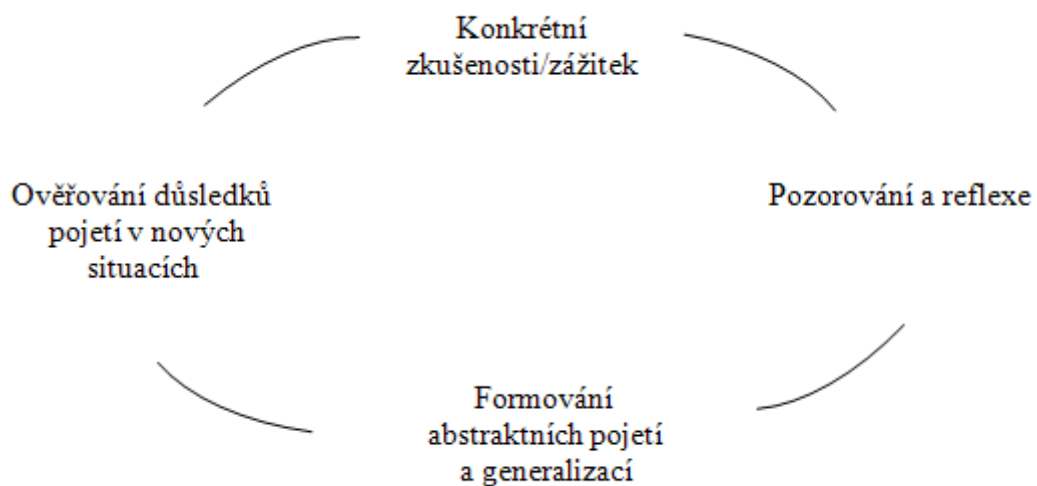 Konkrétní
zkušenosti/zážitek
Ověřování důsledků
pojetí v nových
situacích
Pozorování a reflexe
Formování
abstraktních pojetí
a generalizací